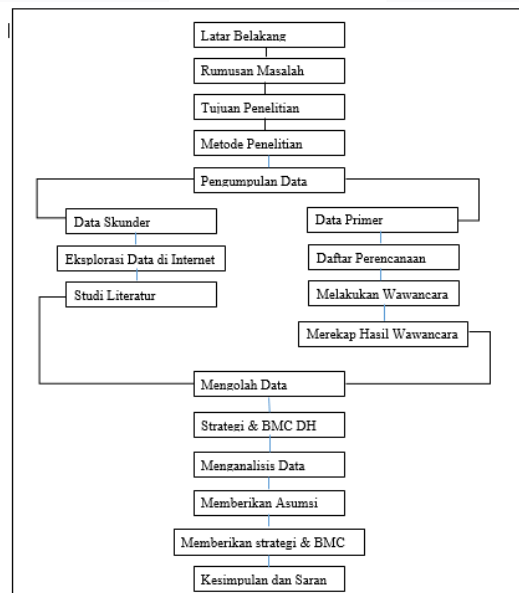 Latar Belakang
Rumusan Masalah
Tujuan Penelitian
Metode Penelitian
Pengumpulan Data
Data Skunder
Eksplorasi Data di Internet
Studi Literatur
Data Primer
Daftar Perencanaan
Melakukan Wawancara
Merekap Hasil Wawancara
Mengolah Data
Strategi & BMC DH
Menganalisis Data
Memberikan Asumsi
Memberikan strategi & BMC
Kesimpulan dan Saran